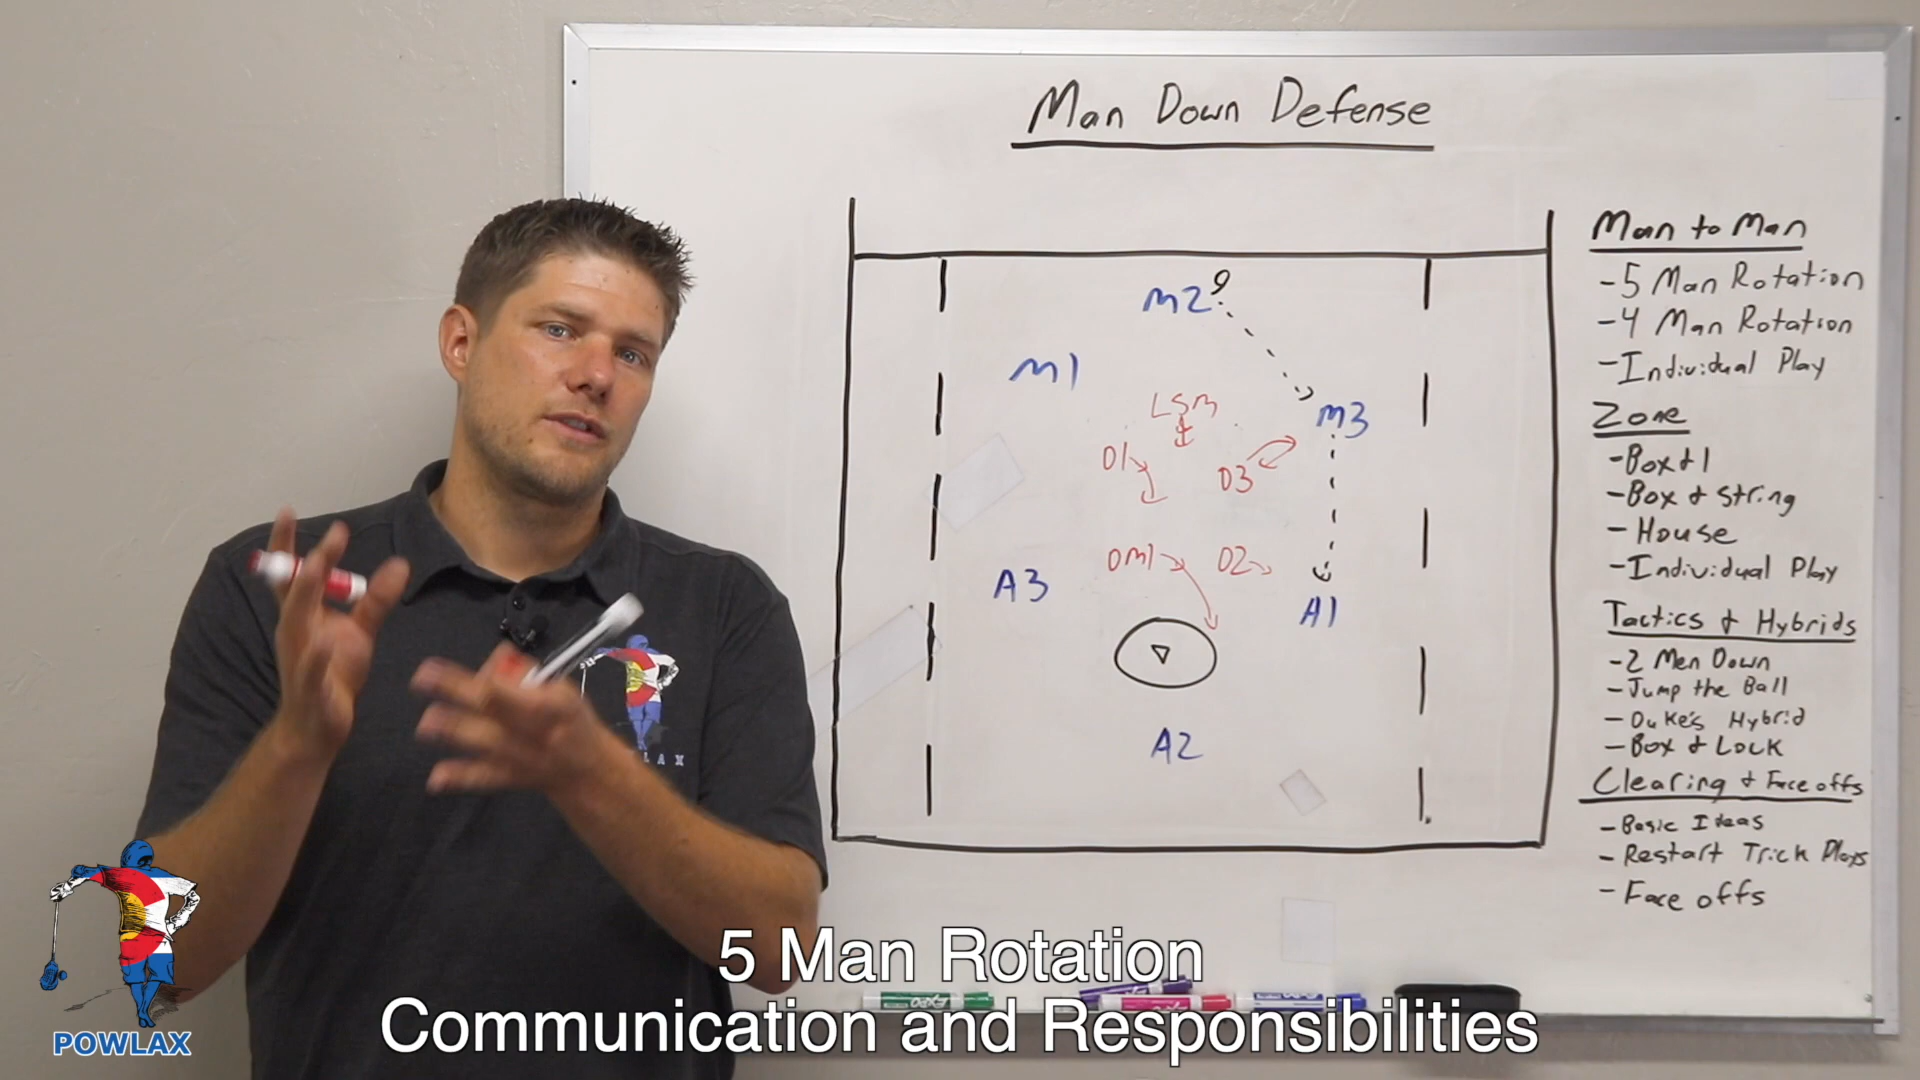 Man Down Defense
M2
M1
M3
LSM
D1
D3
DM1
D2
A3
A1
A2
Man to Man
- 5 Man Rotation
- 4 Man Rotation
- Individual Play
Zone
- Box & 1
- Box & String
- House
- Individual Play
Tactics & Hybrids
- 2 Men Down
- Jump the Ball
- Duke's Hybrid
- Box & Lock
Clearing & Face offs
- Basic Ideas
- Restart Trick Plays
- Face offs
LAX
EXPO
POWLAX
5 Man Rotation
Communication and Responsibilities